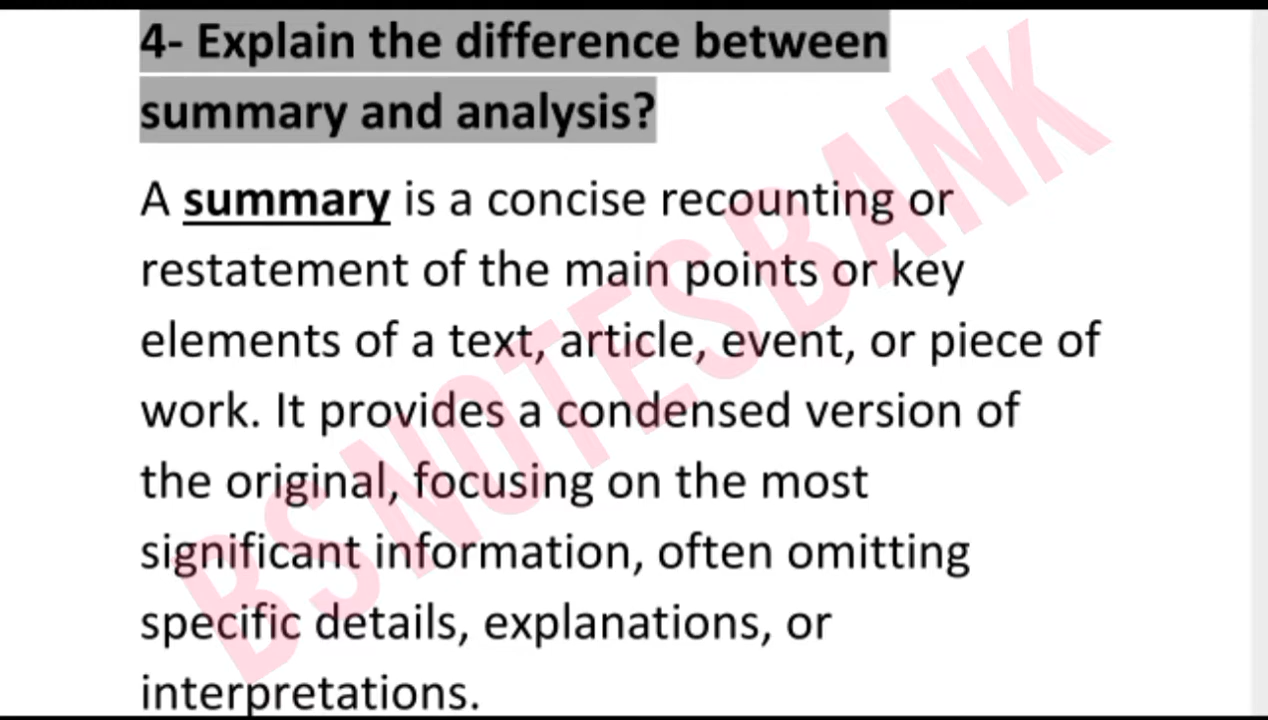 4- Explain the difference between
summary and analysis?
A summary is a concise recounting or
restatement of the main points or key
elements of a text, article, event, or piece of
work. It provides a condensed version of
the original, focusing on the most
significant information, often omitting
specific details, explanations, or
interpretations.
BSNOTESBANK